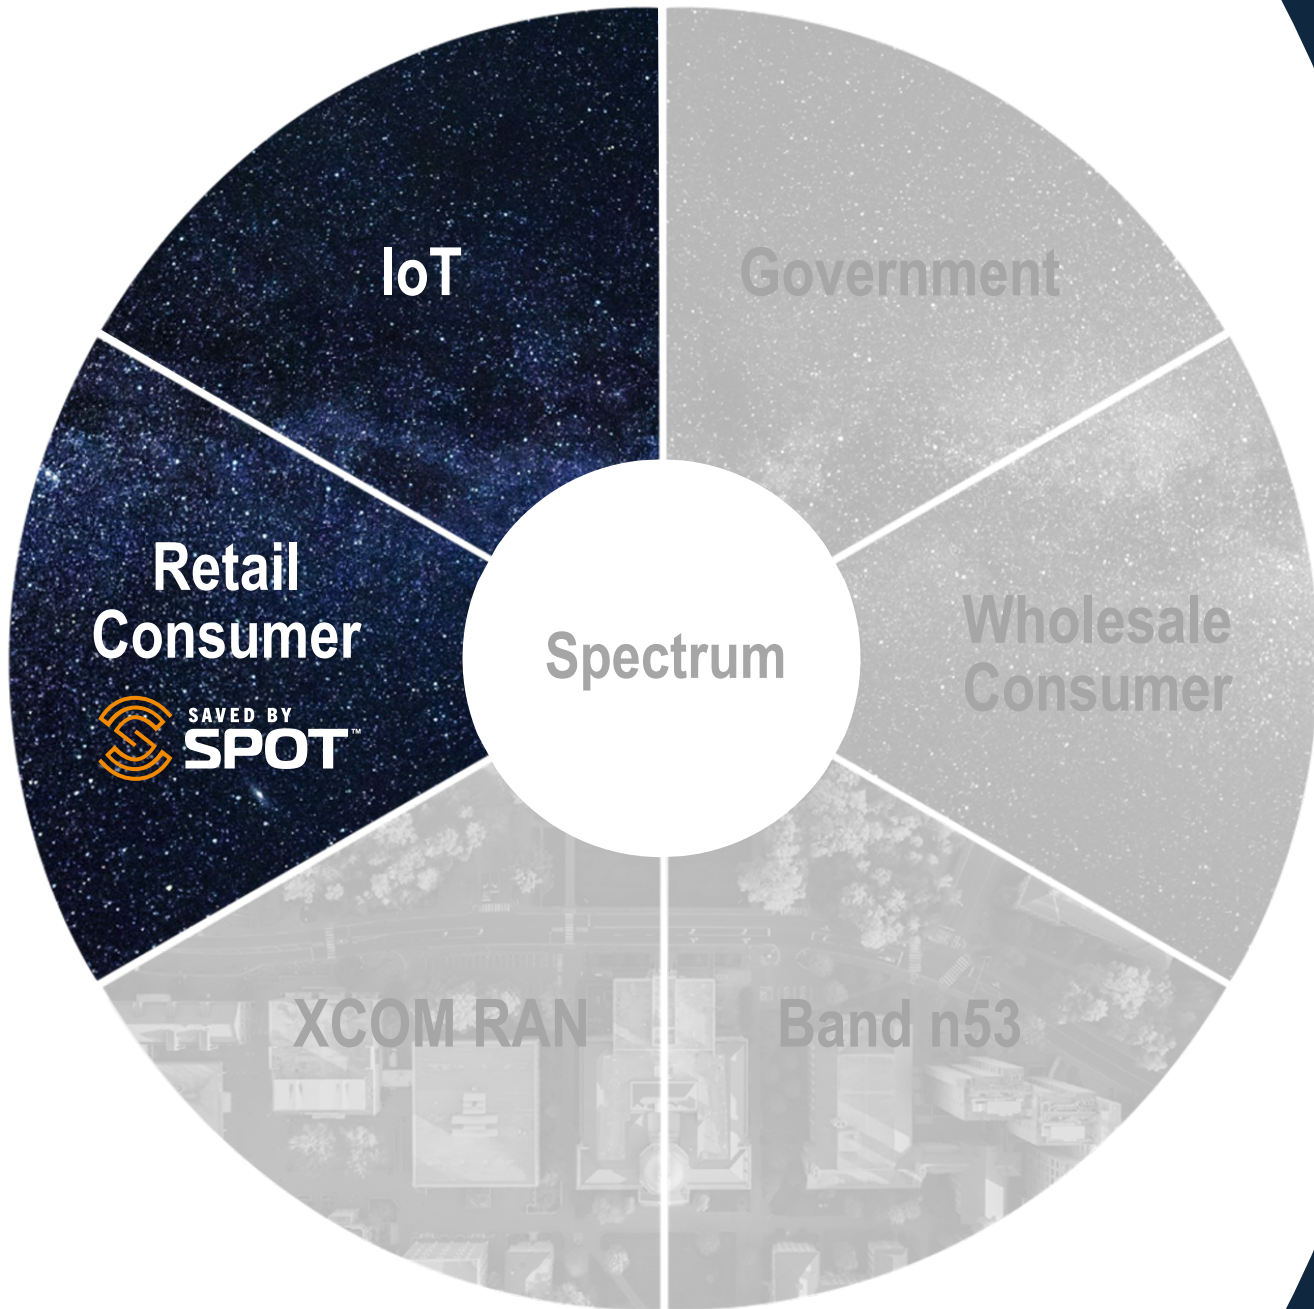 IoT
Government
Retail
Consumer
SAVED BY
SPOT™
Spectrum
Wholesale
Consumer
XCOM RAN
Band n53